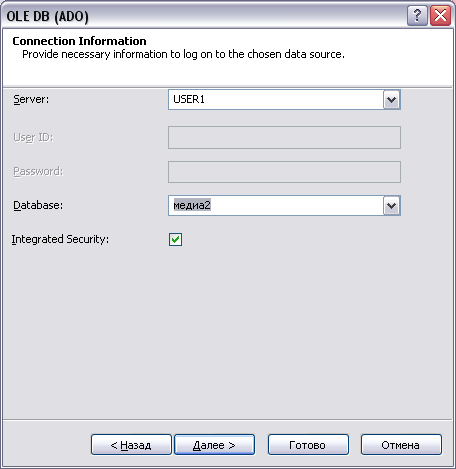 OLE DB (ADO)
Connection Information
Provide necessary information to log on to the chosen data source.
Server: USER1
User ID:
Password:
Database: медиа2
Integrated Security:
< Назад Далее > Готово Отмена